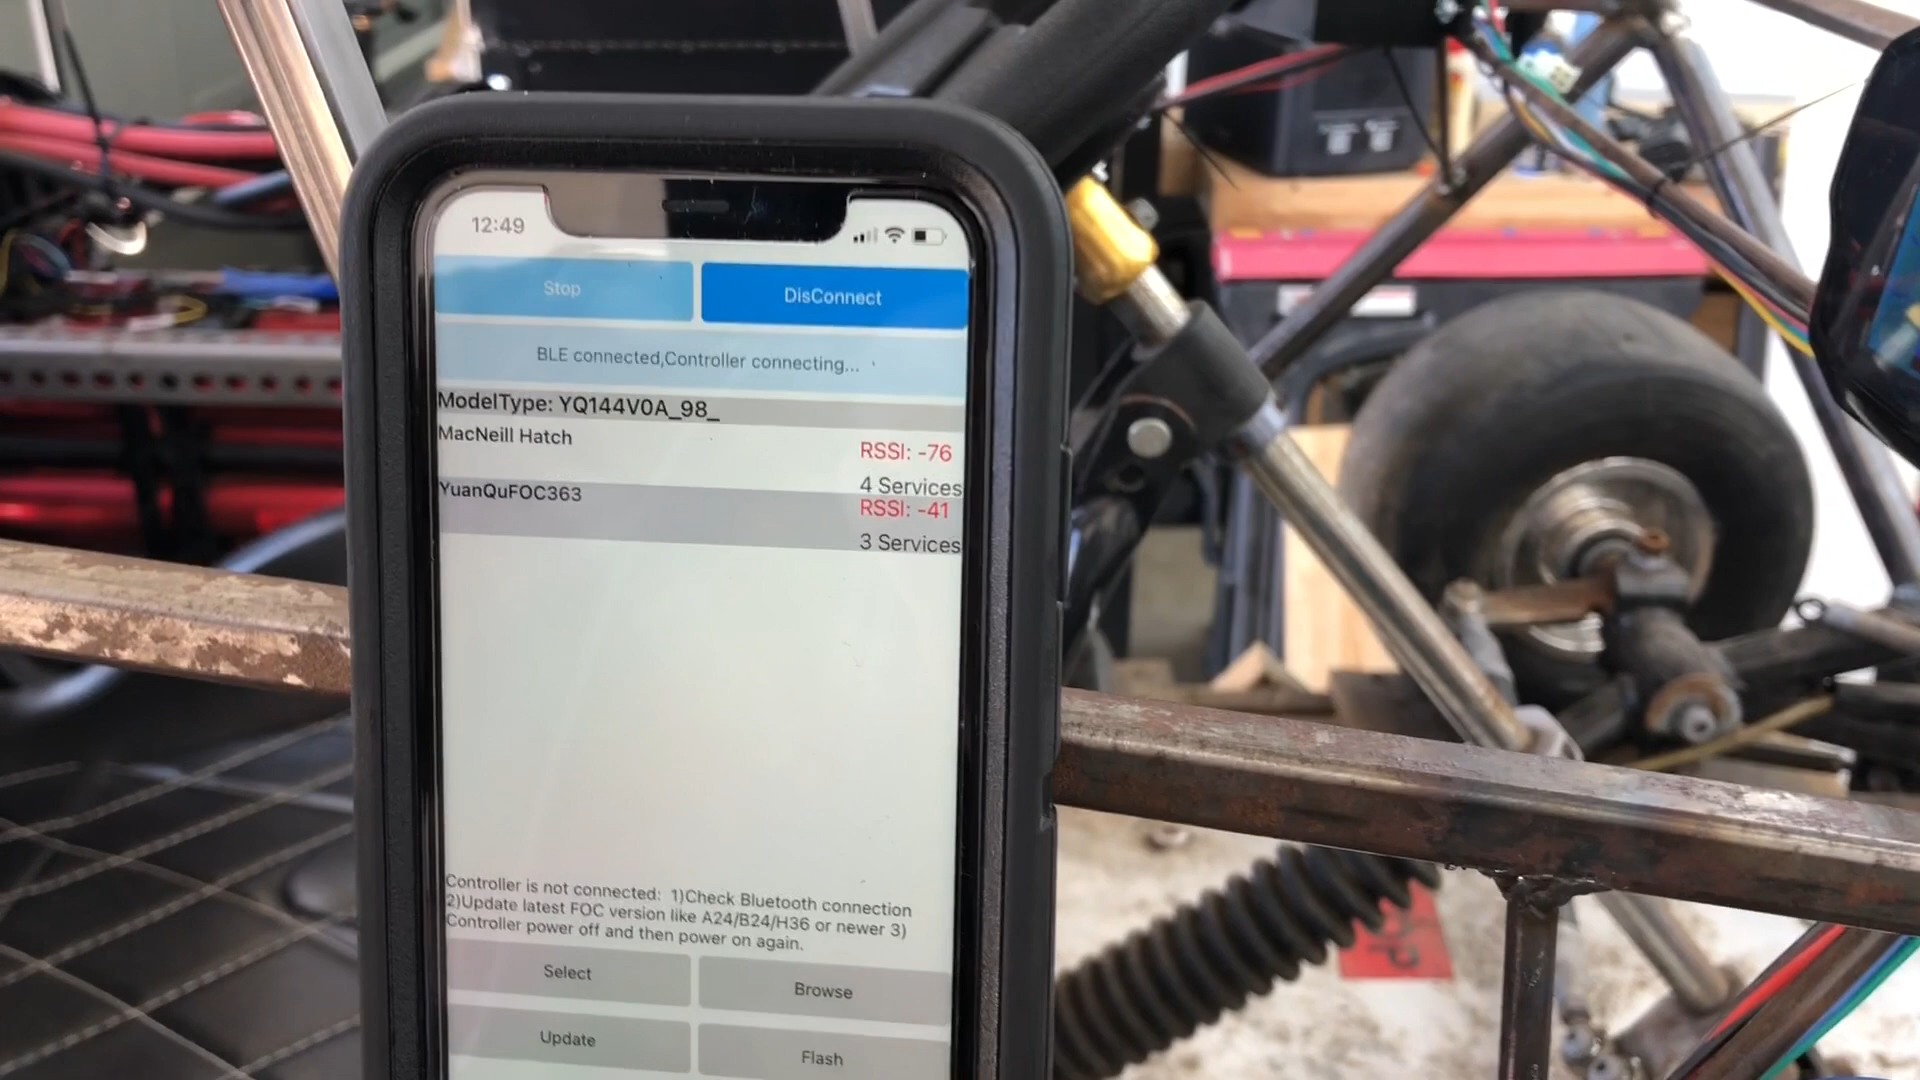 12:49
Stop
DisConnect
BLE connected,Controller connecting...
ModelType: YQ144V0A_98_
MacNeill Hatch
RSSI: -76
4 Services
YuanQuFOC363
RSSI: -41
3 Services
Controller is not connected: 1)Check Bluetooth connection
2)Update latest FOC version like A24/B24/H36 or newer 3)
Controller power off and then power on again.
Select
Browse
Update
Flash